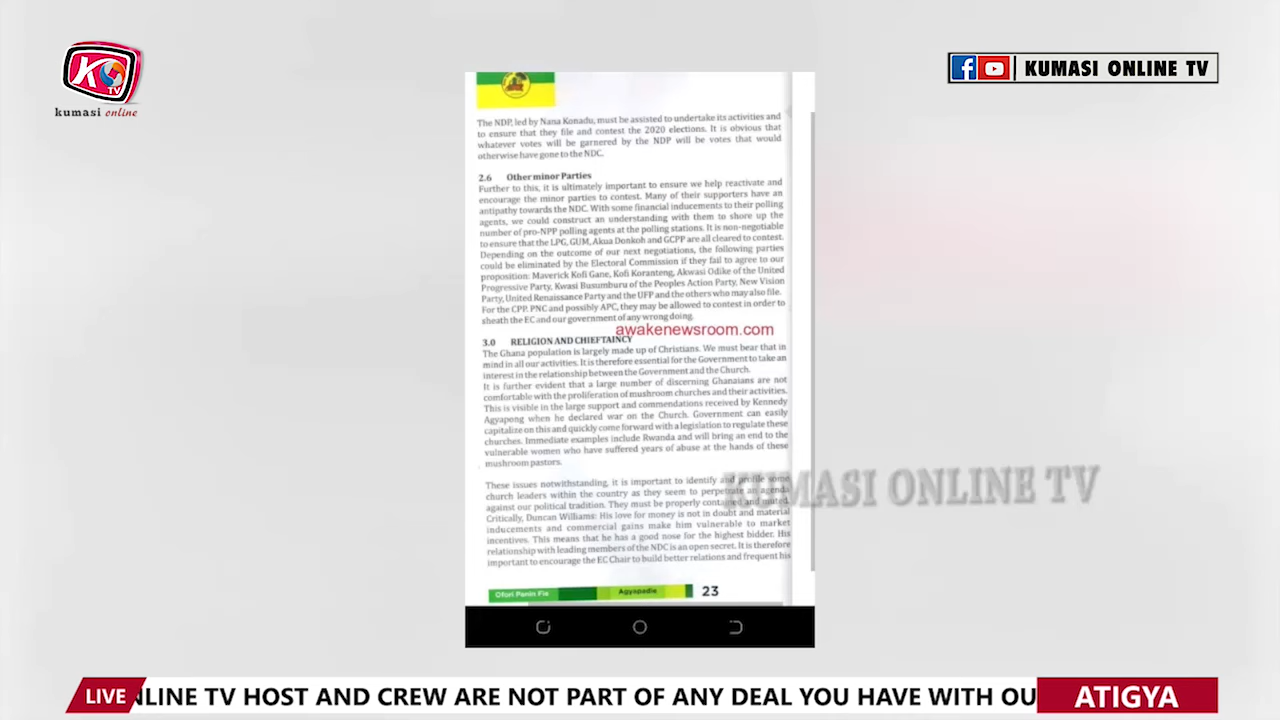 KUMASI ONLINE TV
K
TV
kumasi online
The NDP, led by Nana Konadu, must be assisted to undertake its activities and
to ensure that they file and contest the 2020 elections. It is obvious that
whatever votes will be garnered by the NDP will be votes that would
otherwise have gone to the NDC.
2.6 Other minor Parties
Further to this, it is ultimately important to ensure we help reactivate and
encourage the minor parties to contest. Many of their supporters have an
antipathy towards the NDC. With some financial inducements to their polling
agents, we could construct an understanding with them to shore up the
number of pro-NPP polling agents at the polling stations. It is non-negotiable
to ensure that the LPG, GUM, Akua Donkoh and GCPP are all cleared to contest.
Depending on the outcome of our next negotiations, the following parties
could be eliminated by the Electoral Commission if they fail to agree to our
proposition: Maverick Kofi Gane, Kofi Koranteng, Akwasi Odike of the United
Progressive Party, Kwasi Busumburu of the Peoples Action Party, New Vision
Party, United Renaissance Party and the UFP and the others who may also file.
For the CPP, PNC and possibly APC, they may be allowed to contest in order to
sheath the EC and our government of any wrong doing.
awakenewsroom.com
3.0 RELIGION AND CHIEFTAINCY
The Ghana population is largely made up of Christians. We must bear that in
mind in all our activities. It is therefore essential for the Government to take an
interest in the relationship between the Government and the Church.
It is further evident that a large number of discerning Ghanaians are not
comfortable with the proliferation of mushroom churches and their activities.
This is visible in the large support and commendations received by Kennedy
Agyapong when he declared war on the Church. Government can easily
capitalize on this and quickly come forward with a legislation to regulate these
churches. Immediate examples include Rwanda and will bring an end to the
vulnerable women who have suffered years of abuse at the hands of these
mushroom pastors.
These issues notwithstanding, it is important to identify and profile some
church leaders within the country as they seem to perpetrate an agenda
against our political tradition. They must be properly contained and muted.
Critically, Duncan Williams: His love for money is not in doubt and material
inducements and commercial gains make him vulnerable to market
incentives. This means that he has a good nose for the highest bidder. His
relationship with leading members of the NDC is an open secret. It is therefore
important to encourage the EC Chair to build better relations and frequent his
KUMASI ONLINE TV
Ofori Panin Fie Agyapadie 23
LIVE NLINE TV HOST AND CREW ARE NOT PART OF ANY DEAL YOU HAVE WITH OU ATIGYA